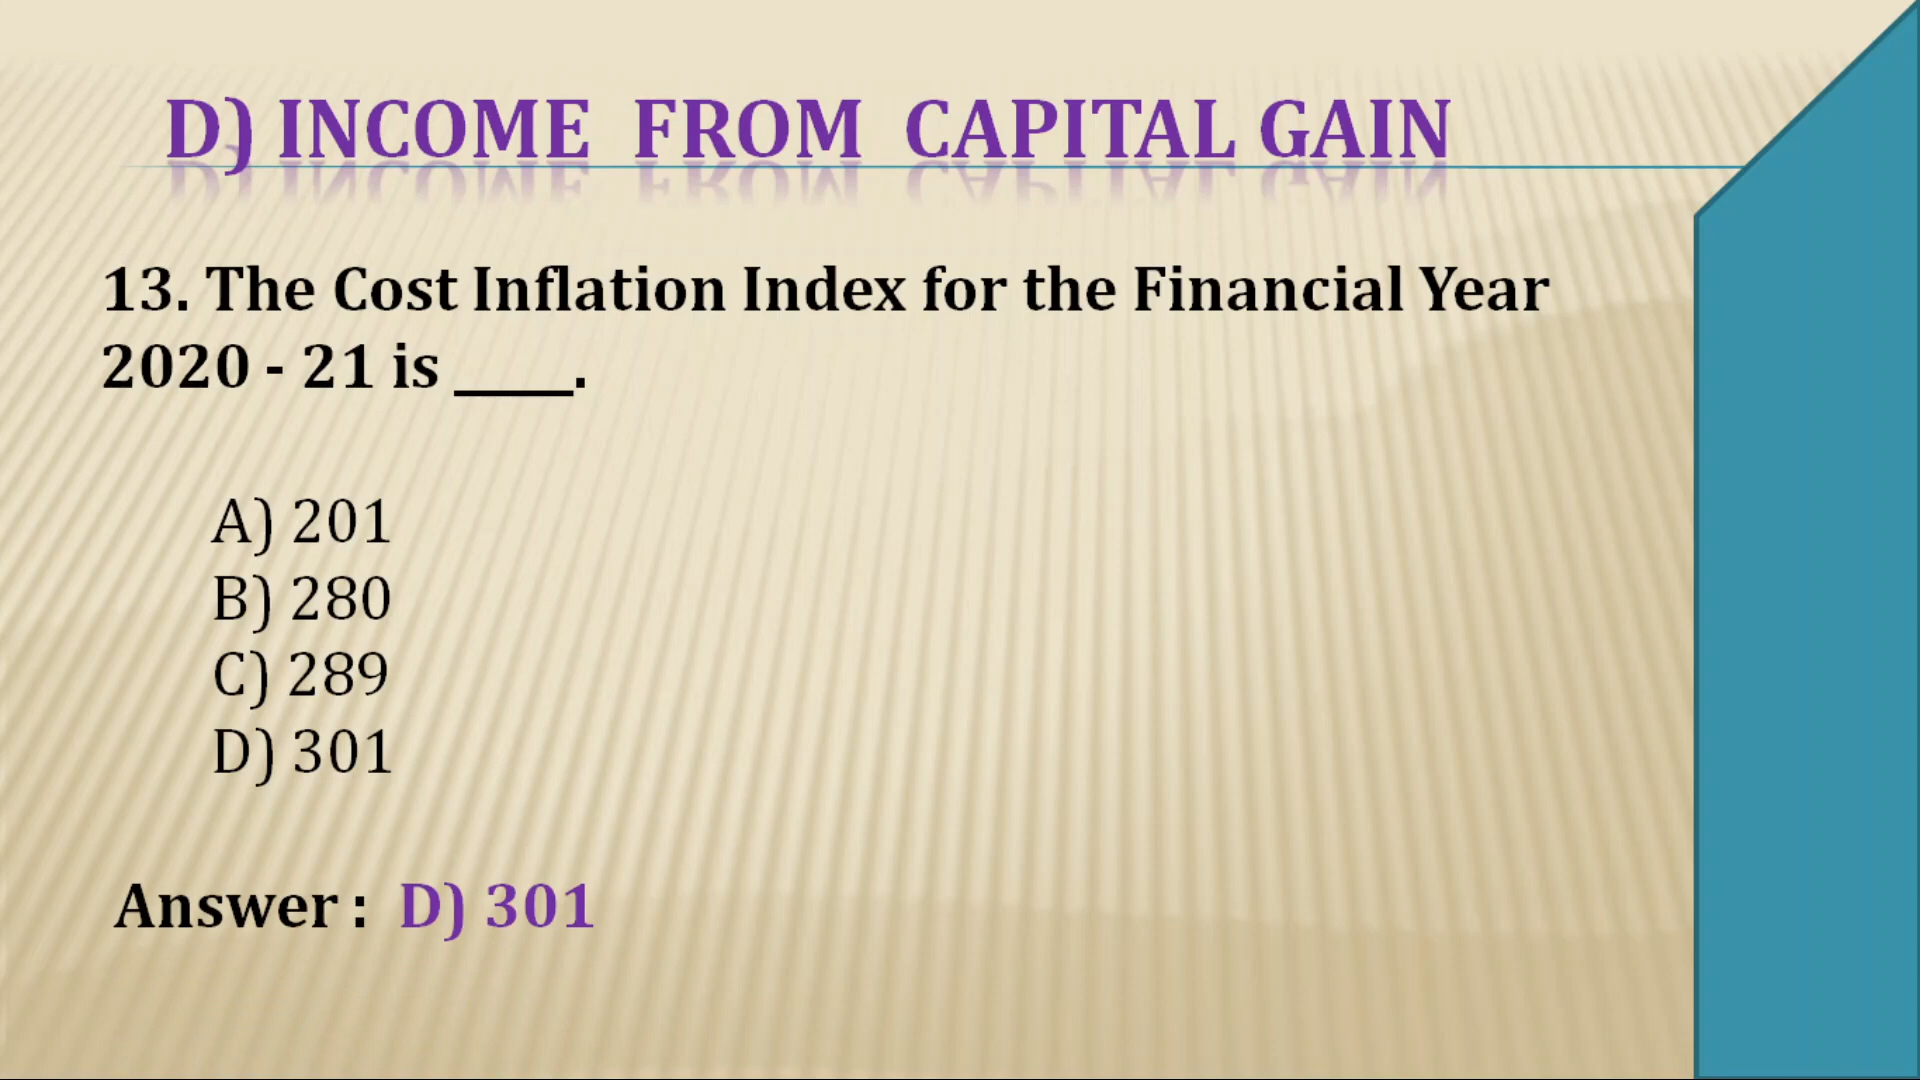 D) INCOME FROM CAPITAL GAIN
13. The Cost Inflation Index for the Financial Year
2020 - 21 is _____.
A) 201
B) 280
C) 289
D) 301
Answer : D) 301